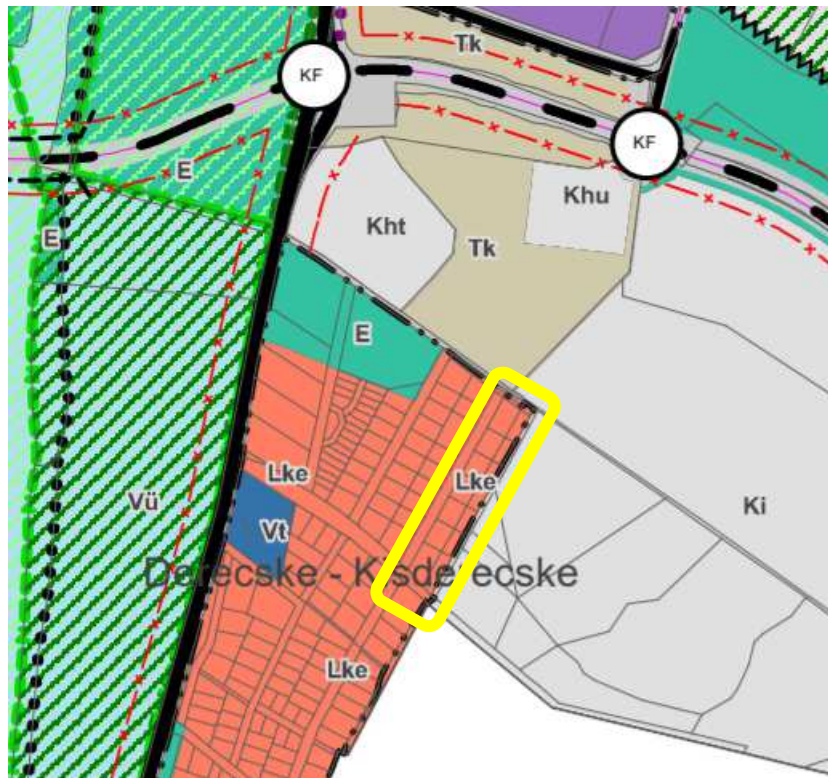 Tk
KF
KF
E
Khu
Kht
E
Tk
E
Lke
Lke
Vü
Ki
Vt
Derecske - Kisderecske
Lke